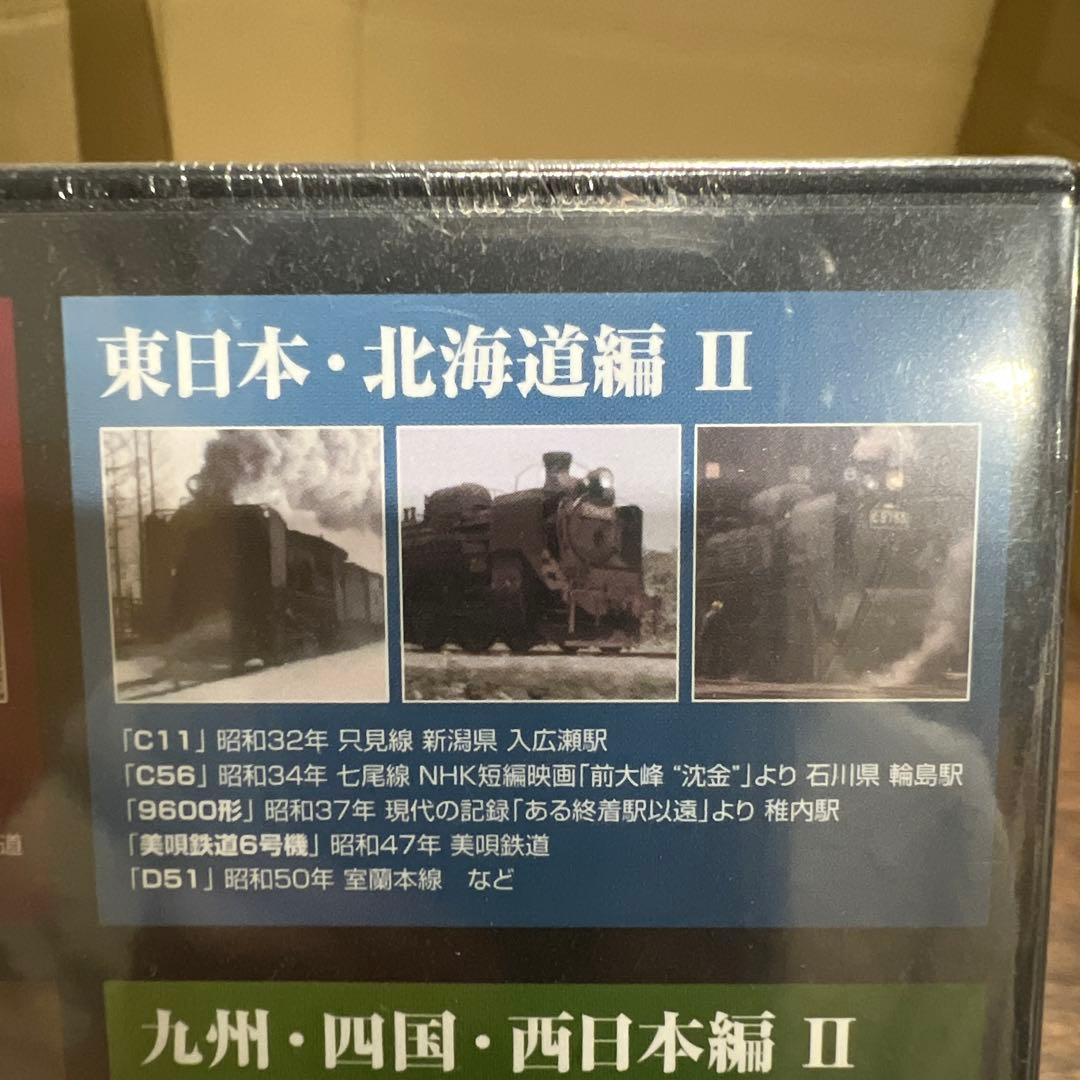 東日本・北海道編 Ⅱ
「C11」昭和32年 只見線 新潟県 入広瀬駅
「C56」昭和34年 七尾線 NHK短編映画「前大峰 “沈金”」より 石川県 輪島駅
「9600形」昭和37年 現代の記録「ある終着駅以遠」より 稚内駅
「美唄鉄道6号機」昭和47年 美唄鉄道
道
「D51」昭和50年 室蘭本線 など
九州・四国・西日本編 Ⅱ